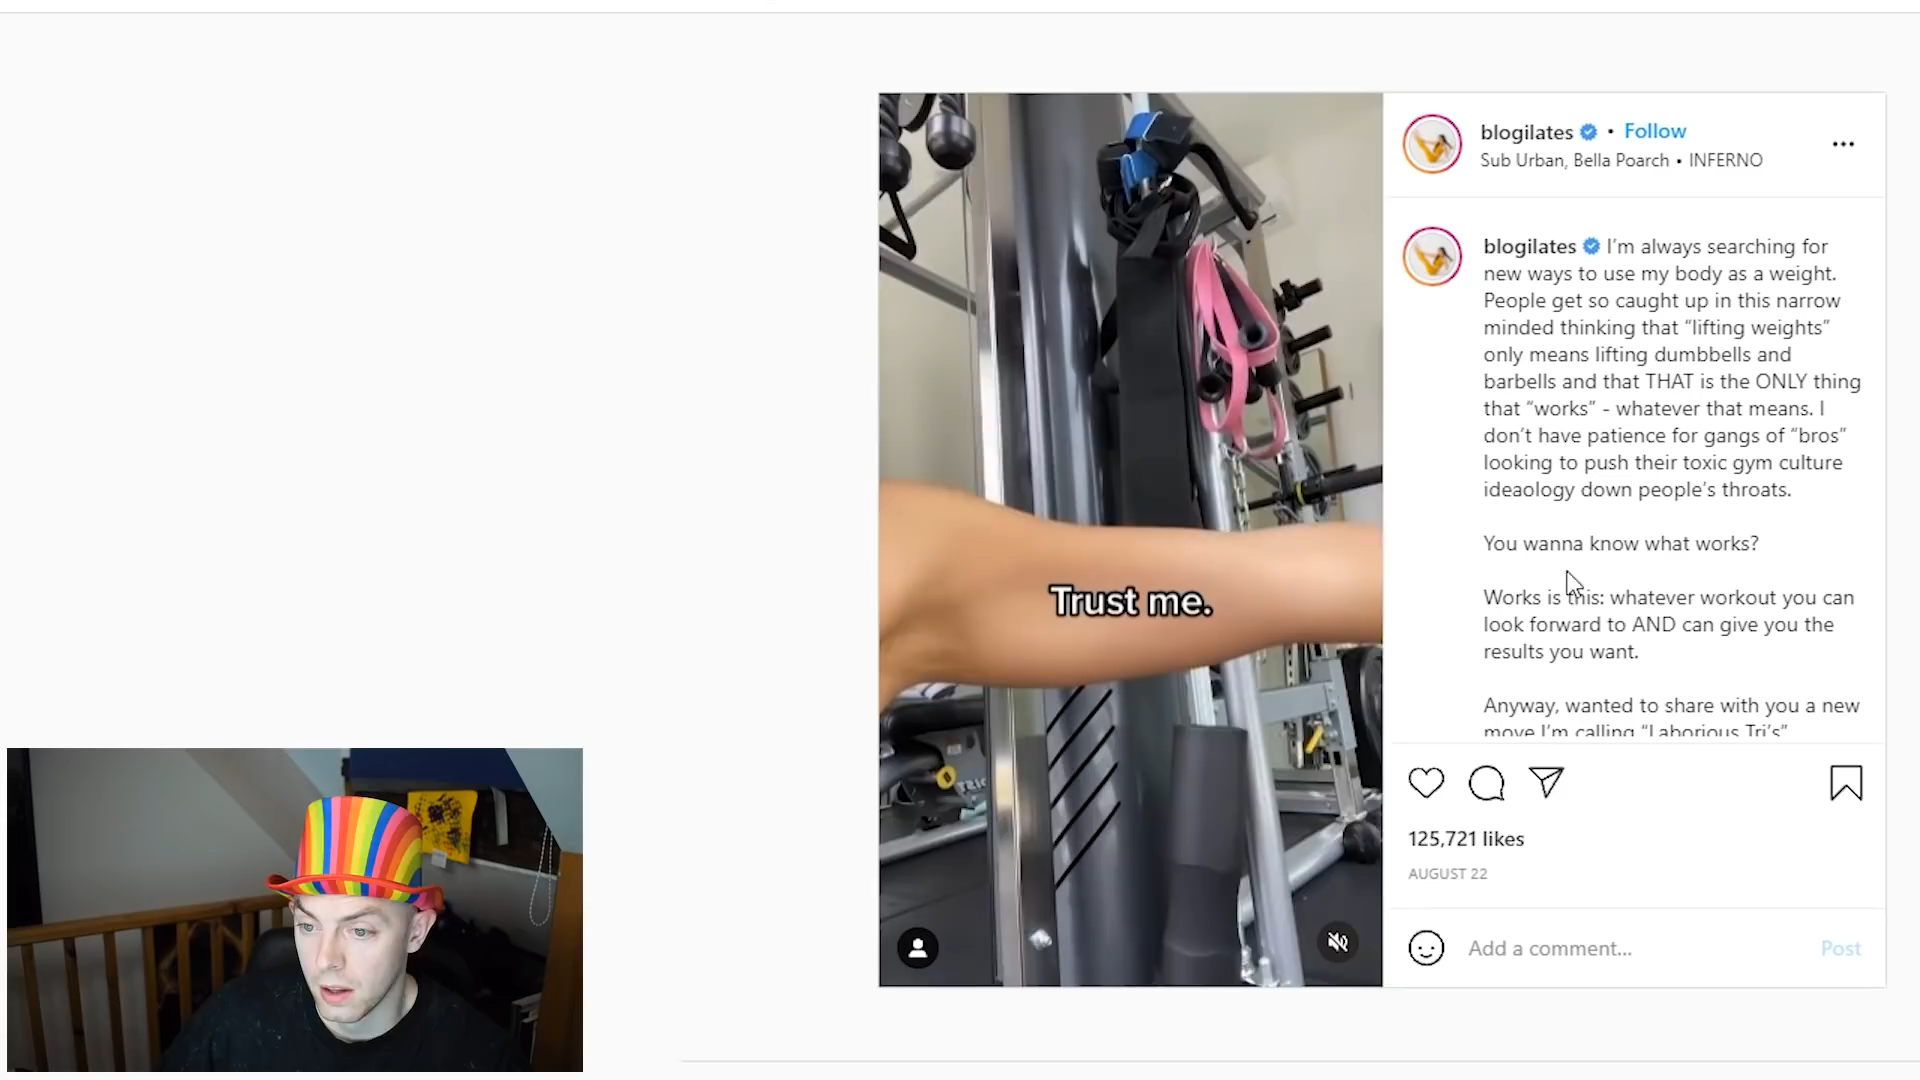 blogilates • Follow
Sub Urban, Bella Poarch • INFERNO
blogilates I’m always searching for
new ways to use my body as a weight.
People get so caught up in this narrow
minded thinking that “lifting weights”
only means lifting dumbbells and
barbells and that THAT is the ONLY thing
that “works” - whatever that means. I
don’t have patience for gangs of “bros”
looking to push their toxic gym culture
ideaology down people’s throats.
You wanna know what works?
Works is this: whatever workout you can
look forward to AND can give you the
results you want.
Anyway, wanted to share with you a new
move I’m calling “Laborious Tri’s”
Trust me.
125,721 likes
AUGUST 22
Add a comment...
Post